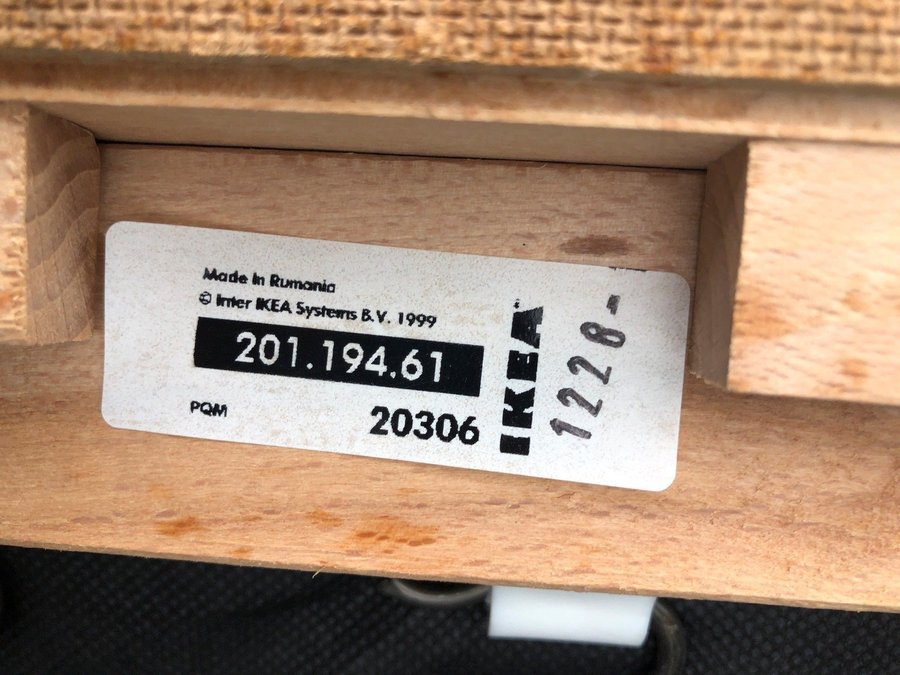 Made in Rumania
© Inter IKEA Systems B.V. 1999
201.194.61
PQM
20306
IKEA
1228-